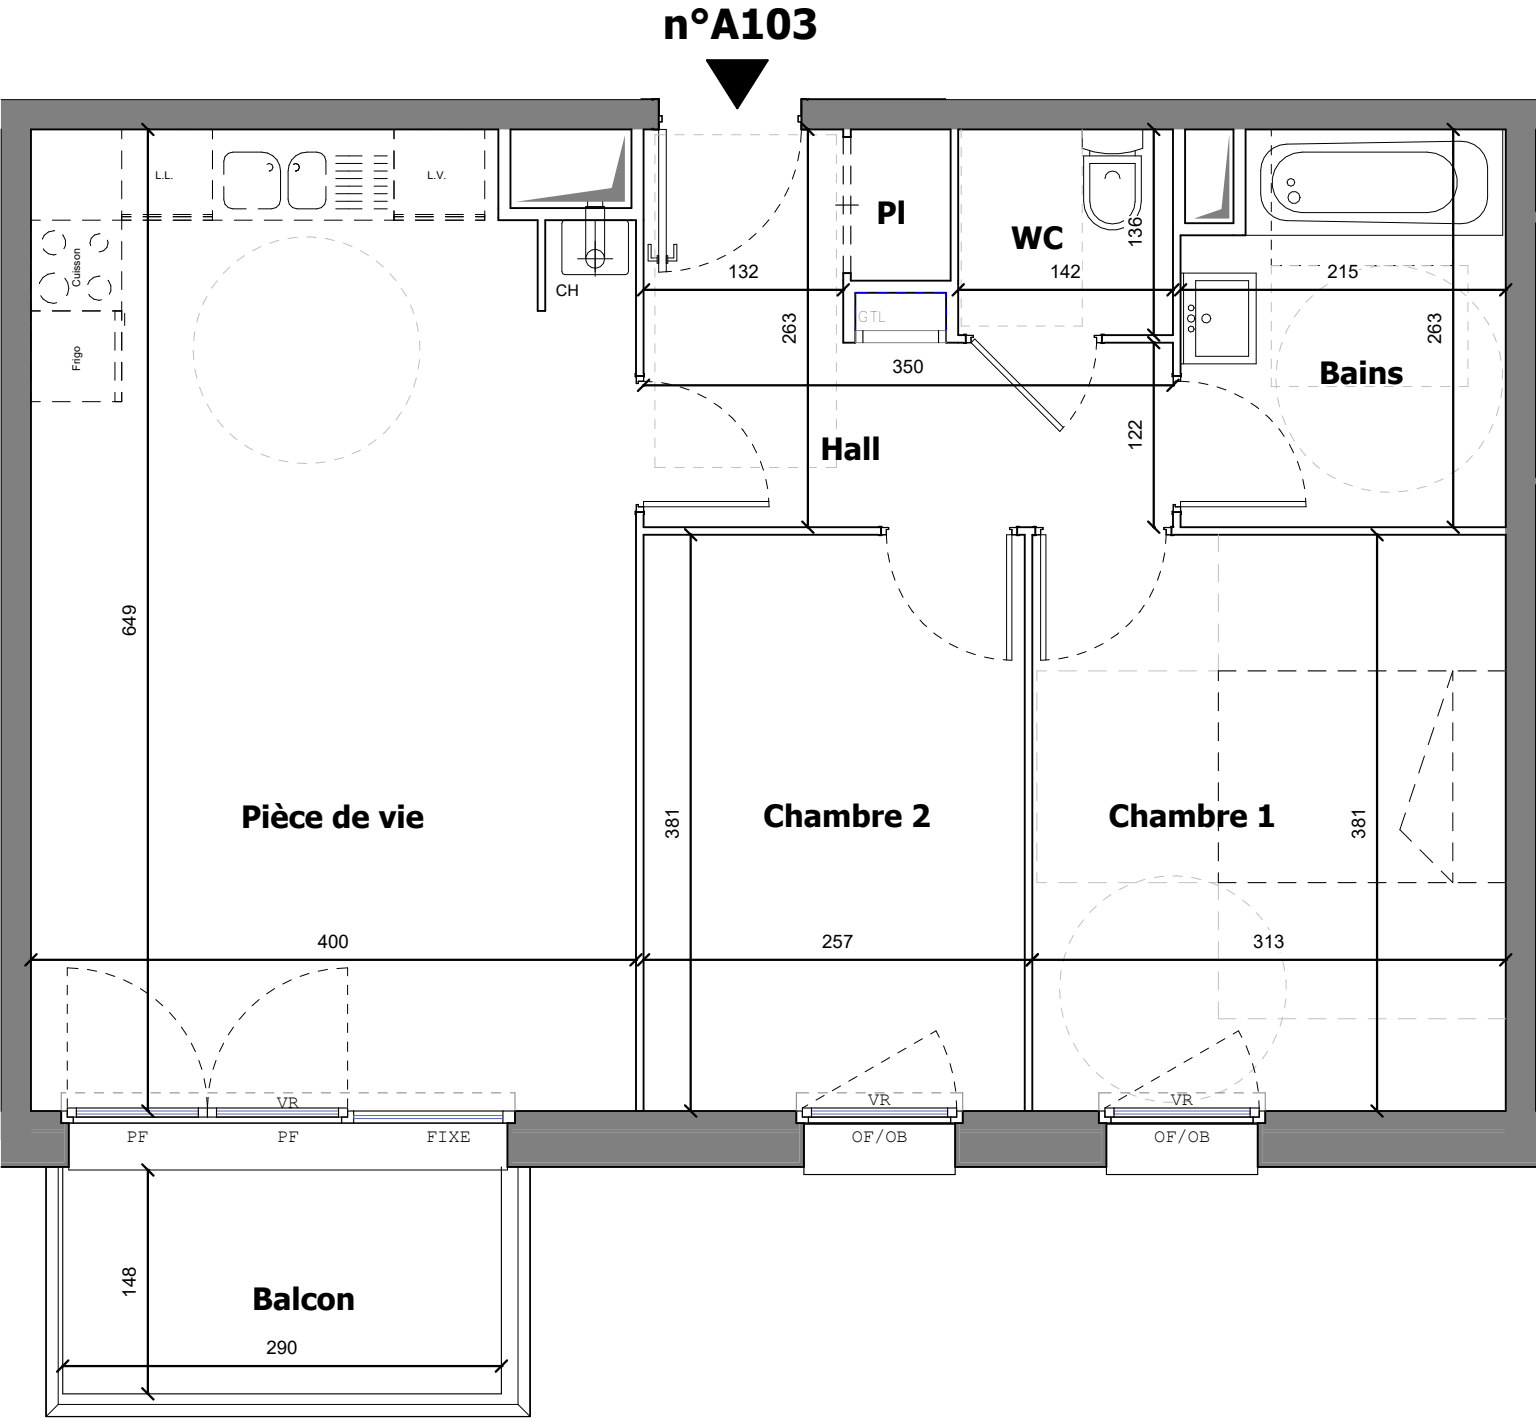 n°A103
L.L.
L.V.
Pl
WC
136
Cuisson
132
142
215
CH
GTL
263
263
Frigo
350
Bains
122
Hall
649
Pièce de vie
Chambre 2
Chambre 1
381
381
400
257
313
VR
VR
VR
PF
PF
FIXE
OF/OB
OF/OB
148
Balcon
290